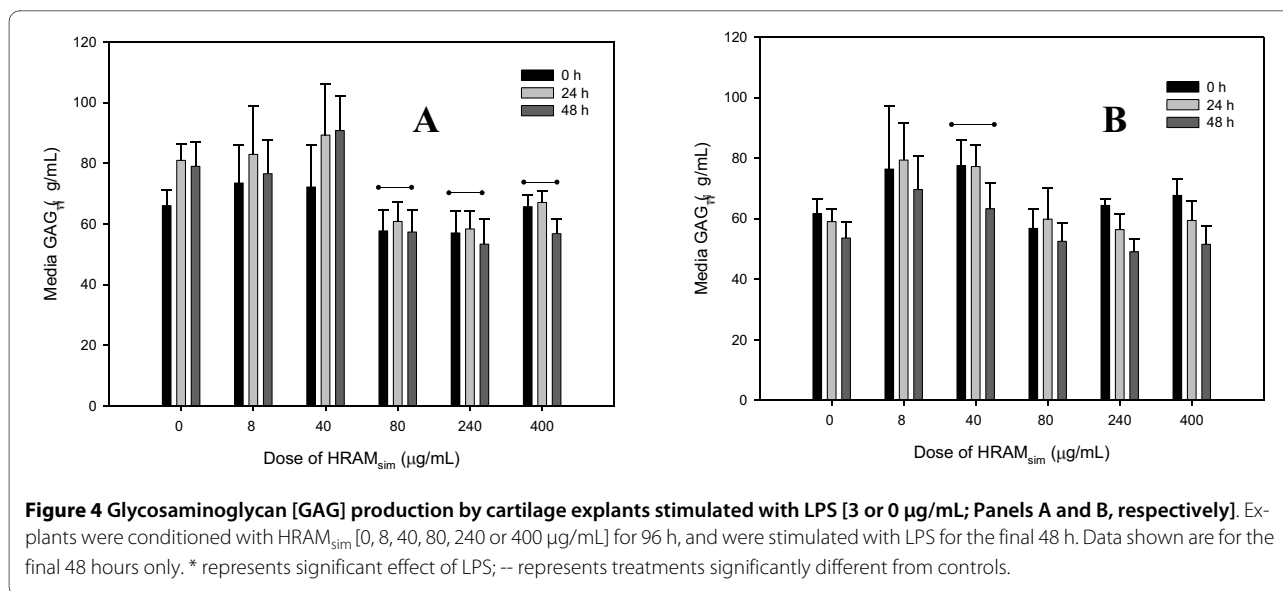 120
100
80
60
40
20
0
Media GAG ( g/mL)
0 h
24 h
48 h
A
0 8 40 80 240 400
Dose of HRAMsim (µg/mL)
120
100
80
60
40
20
0
Media GAG ( g/mL)
0 h
24 h
48 h
B
0 8 40 80 240 400
Dose of HRAMsim (µg/mL)
Figure 4 Glycosaminoglycan [GAG] production by cartilage explants stimulated with LPS [3 or 0 µg/mL; Panels A and B, respectively]. Ex-
plants were conditioned with HRAMsim [0, 8, 40, 80, 240 or 400 µg/mL] for 96 h, and were stimulated with LPS for the final 48 h. Data shown are for the
final 48 hours only. * represents significant effect of LPS; -- represents treatments significantly different from controls.